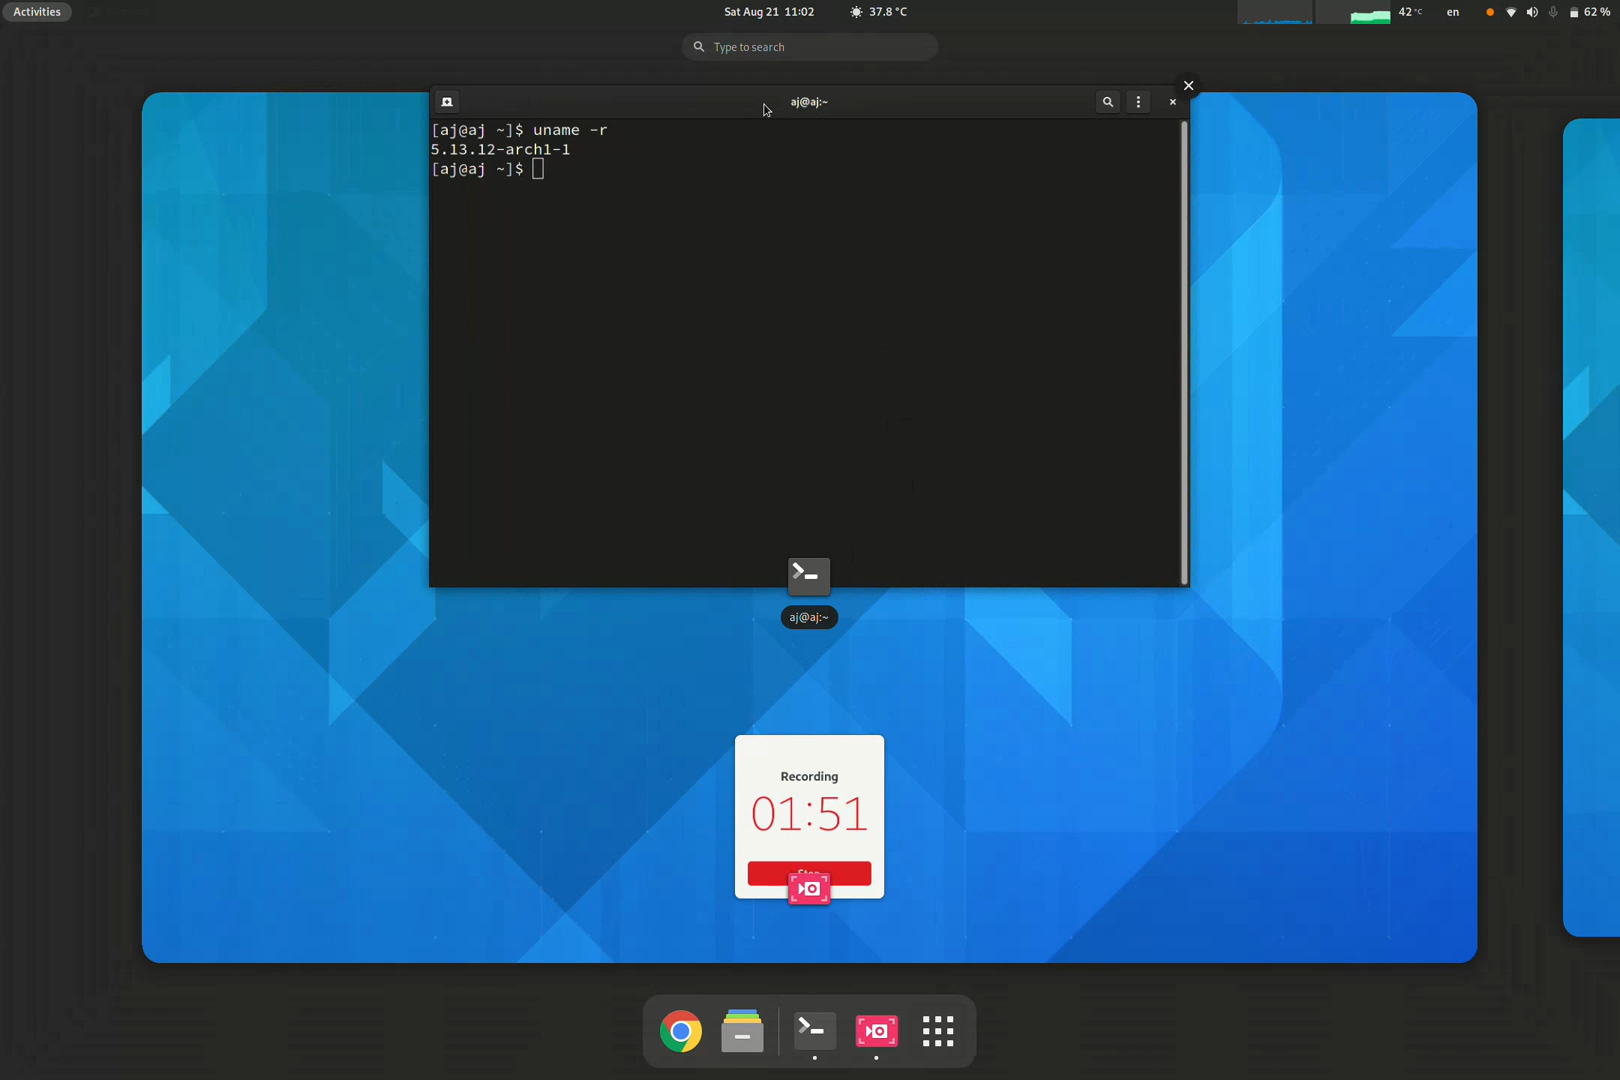 Activities
Sat Aug 21 11:02
37.8 °C
42 °C
en
62 %
Type to search
aj@aj:~
[aj@aj ~]$ uname -r
5.13.12-arch1-1
[aj@aj ~]$
aj@aj:~
Recording
01:51